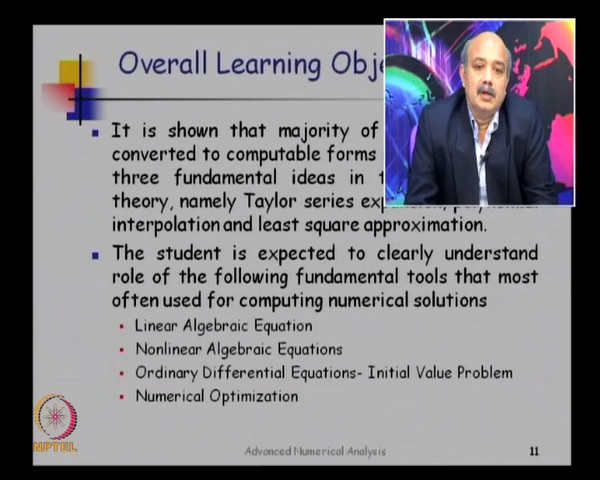 Overall Learning Obj
It is shown that majority of
converted to computable forms
three fundamental ideas in t
theory, namely Taylor series
interpolation and least square approximation.
The student is expected to clearly understand
role of the following fundamental tools that most
often used for computing numerical solutions
Linear Algebraic Equation
Nonlinear Algebraic Equations
Ordinary Differential Equations- Initial Value Problem
Numerical Optimization
NPTEL
Advanced Numerical Analysis
11